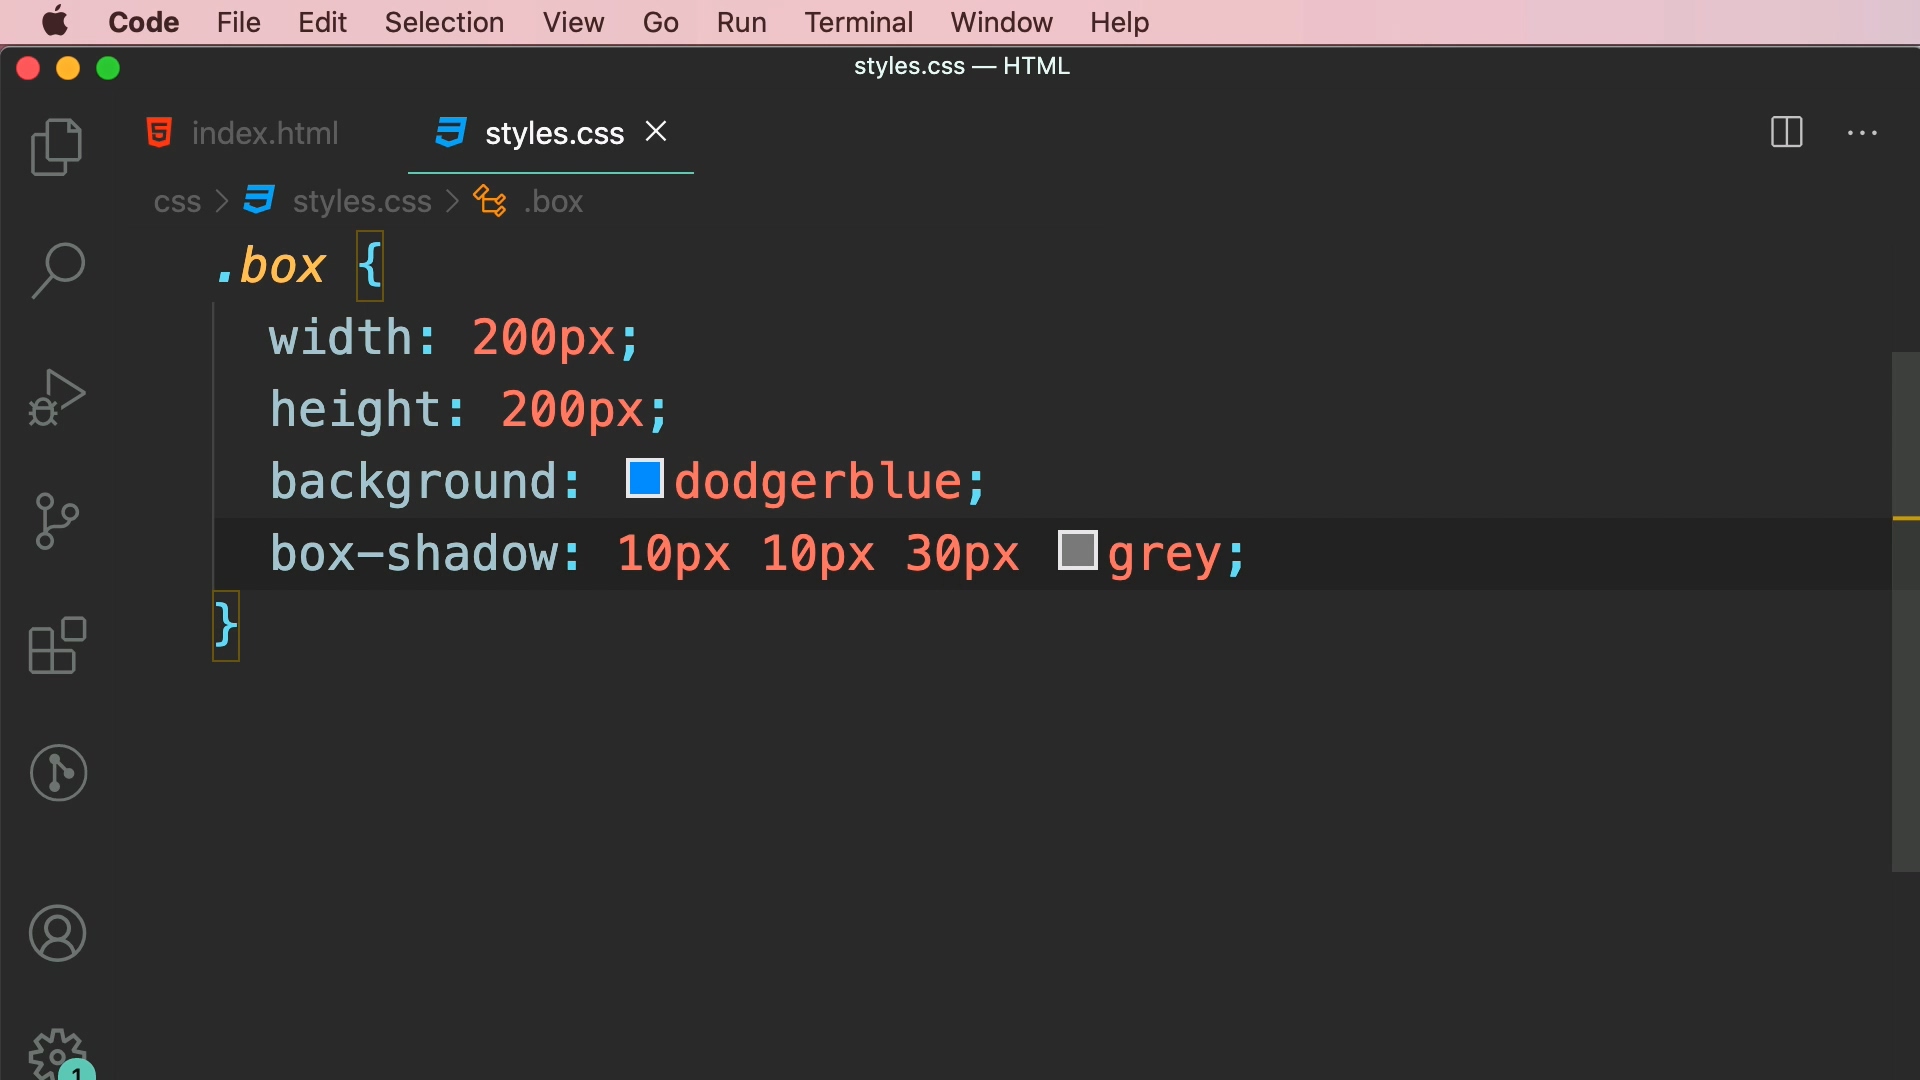 Code File Edit Selection View Go Run Terminal Window Help
styles.css — HTML
index.html styles.css
css > styles.css > .box
.box {
width: 200px;
height: 200px;
background: dodgerblue;
box-shadow: 10px 10px 30px grey;
}
1